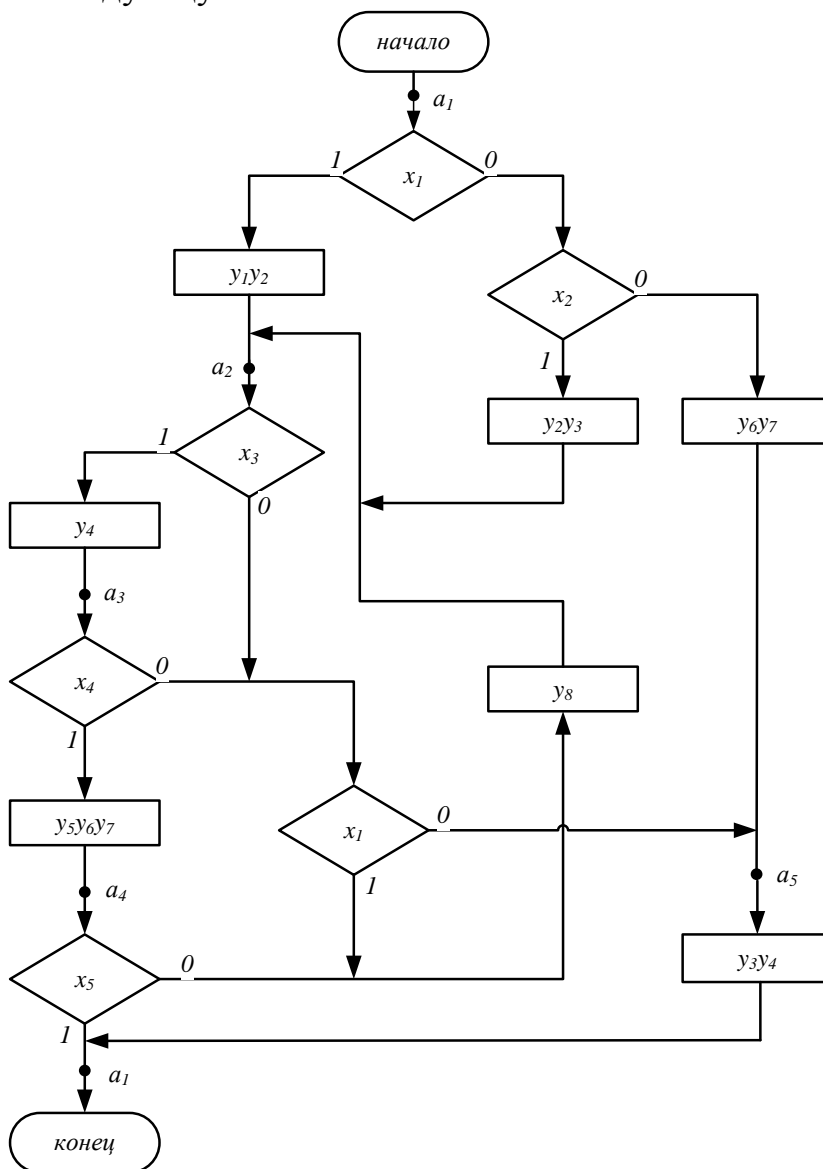 начало
a₁
1 0
x₁
y₁y₂
x₂ 0
1
a₂
y₂y₃ y₆y₇
1 x₃
0
y₄
a₃
x₄ 0
1
y₈
y₅y₆y₇
x₁ 0
1
a₄ a₅
x₅ 0
y₃y₄
1
a₁
конец